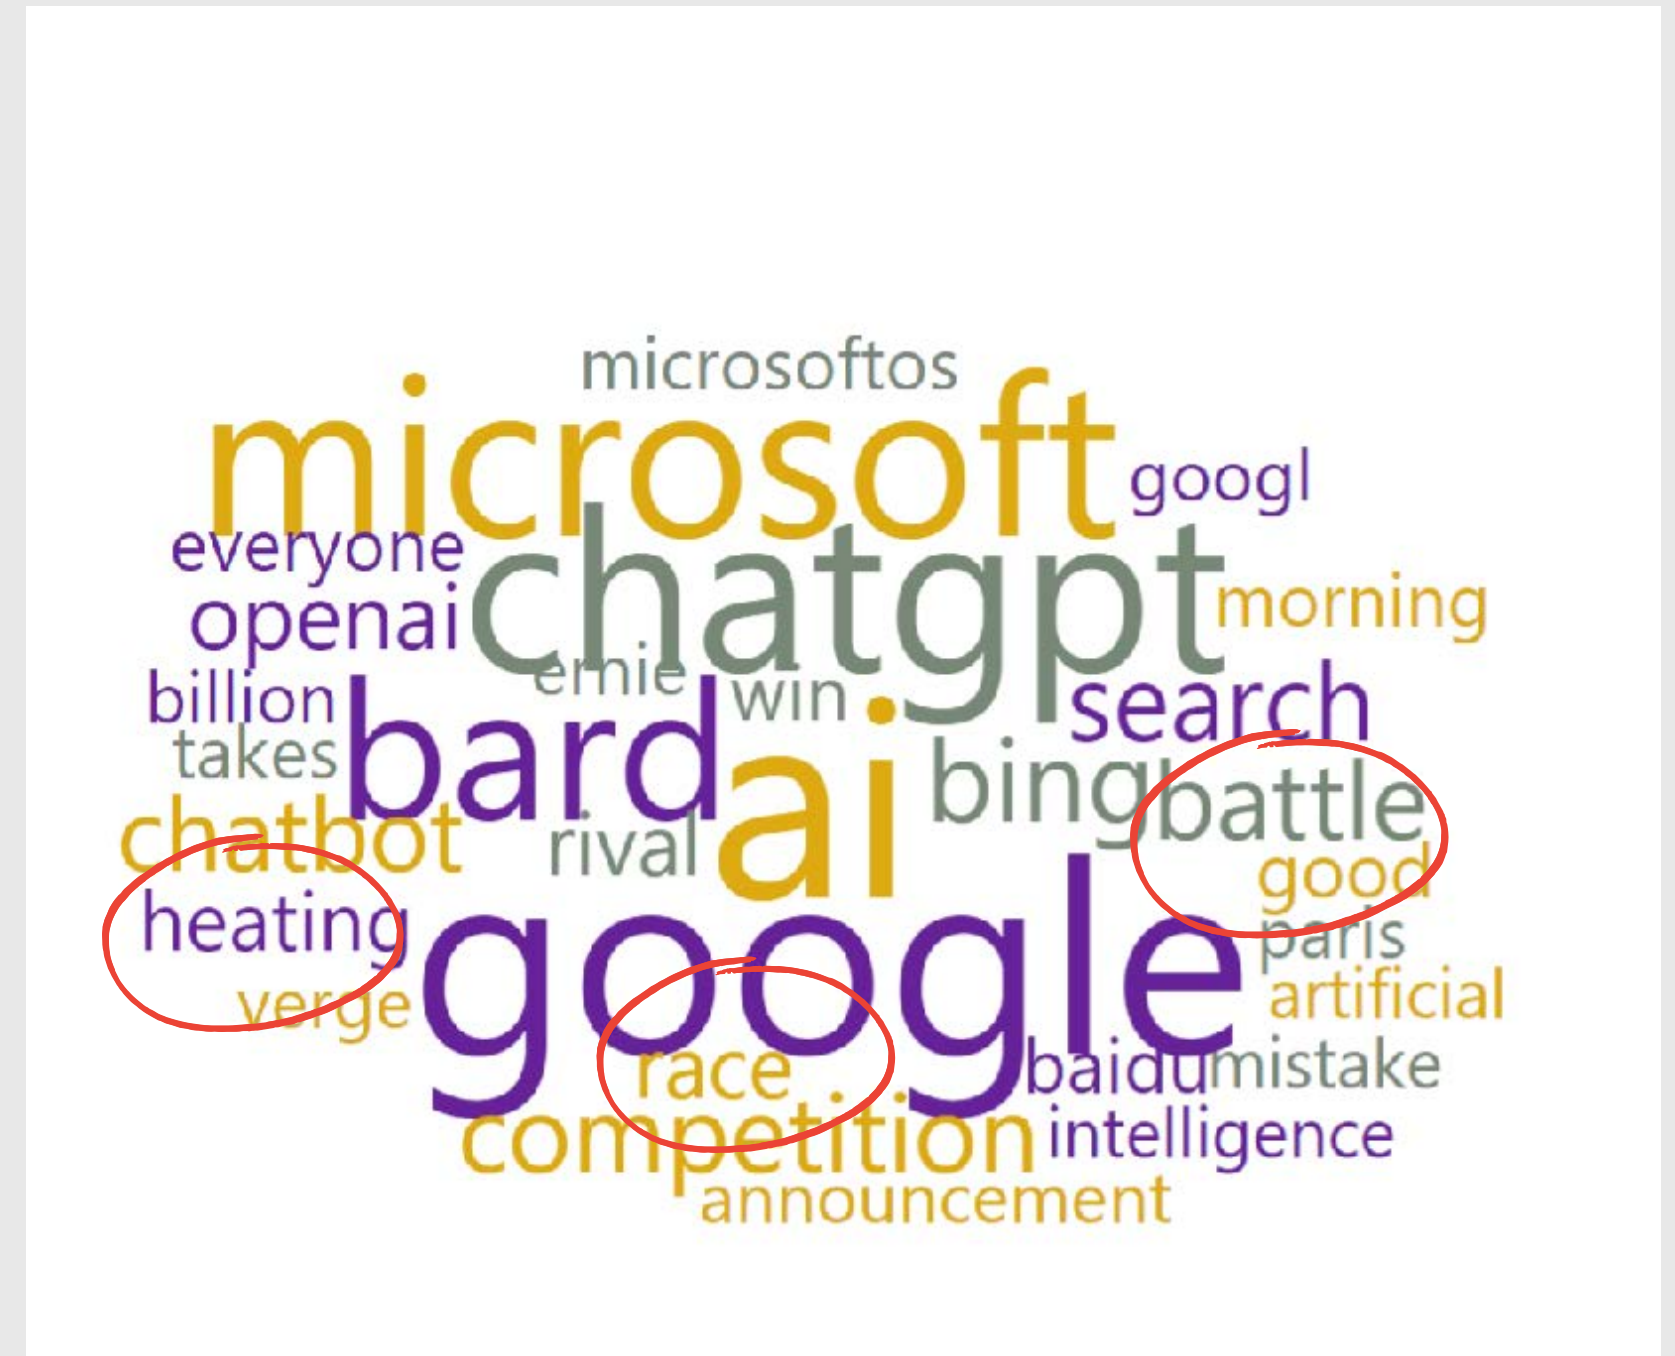 microsoftos
microsoft
googl
everyone
chatgpt
openai
morning
ernie
billion
win
search
bard
takes
ai
bing
battle
chatbot
rival
good
heating
google
paris
verge
artificial
race
baidu
mistake
competition
intelligence
announcement